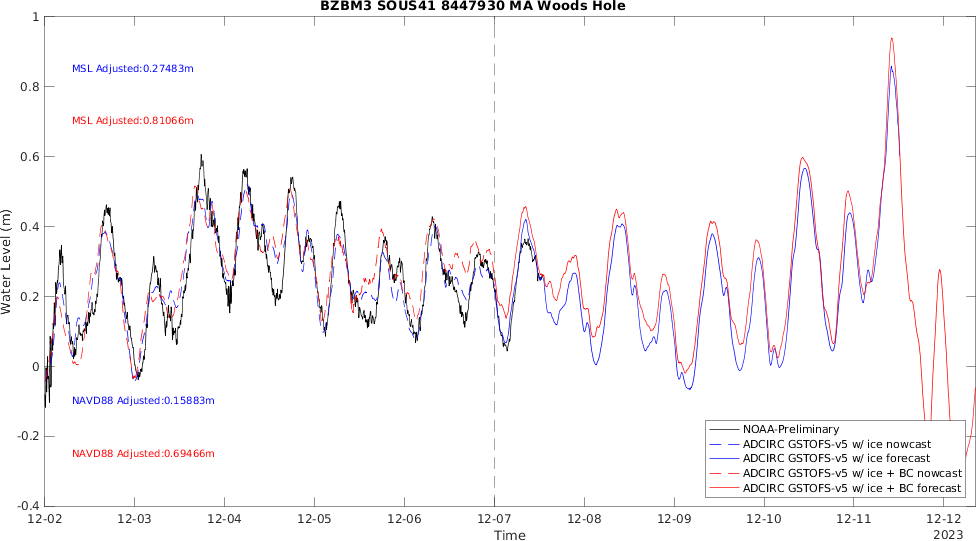 BZBM3 SOUS41 8447930 MA Woods Hole
1
0.8
0.6
0.4
0.2
0
-0.2
-0.4
Water Level (m)
MSL Adjusted:0.27483m
MSL Adjusted:0.81066m
NAVD88 Adjusted:0.15883m
NAVD88 Adjusted:0.69466m
NOAA-Preliminary
ADCIRC GSTOFS-v5 w/ ice nowcast
ADCIRC GSTOFS-v5 w/ ice forecast
ADCIRC GSTOFS-v5 w/ ice + BC nowcast
ADCIRC GSTOFS-v5 w/ ice + BC forecast
12-02 12-03 12-04 12-05 12-06 12-07 12-08 12-09 12-10 12-11 12-12
2023
Time